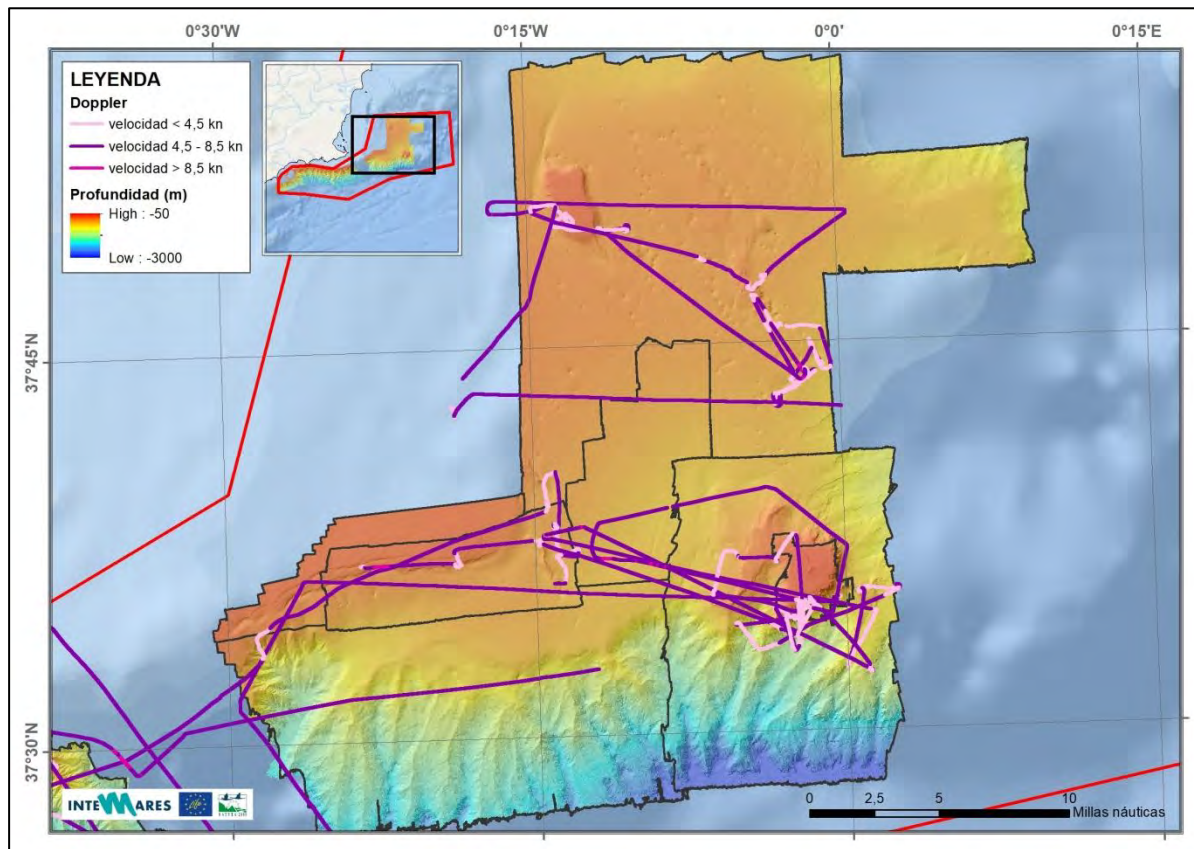 0°30'W 0°15'W 0°0' 0°15'E
LEYENDA
Doppler
velocidad < 4,5 kn
velocidad 4,5 - 8,5 kn
velocidad > 8,5 kn
Profundidad (m)
High : -50
Low : -3000
37°45'N
37°30'N
INTEMARES
0 2,5 5 10
Millas náuticas